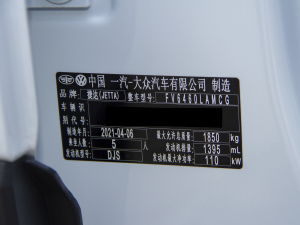 中国 一汽-大众汽车有限公司 制造
品牌:捷达(JETTA) 整车型号:FV6460LAMCG
车辆识
别代号:
制造年月 2021-04-06 最大允许总质量 1850 kg
乘坐人数 5 人 发动机排量 1395 mL
发动机型号 DJS 发动机最大净功率 110 kW